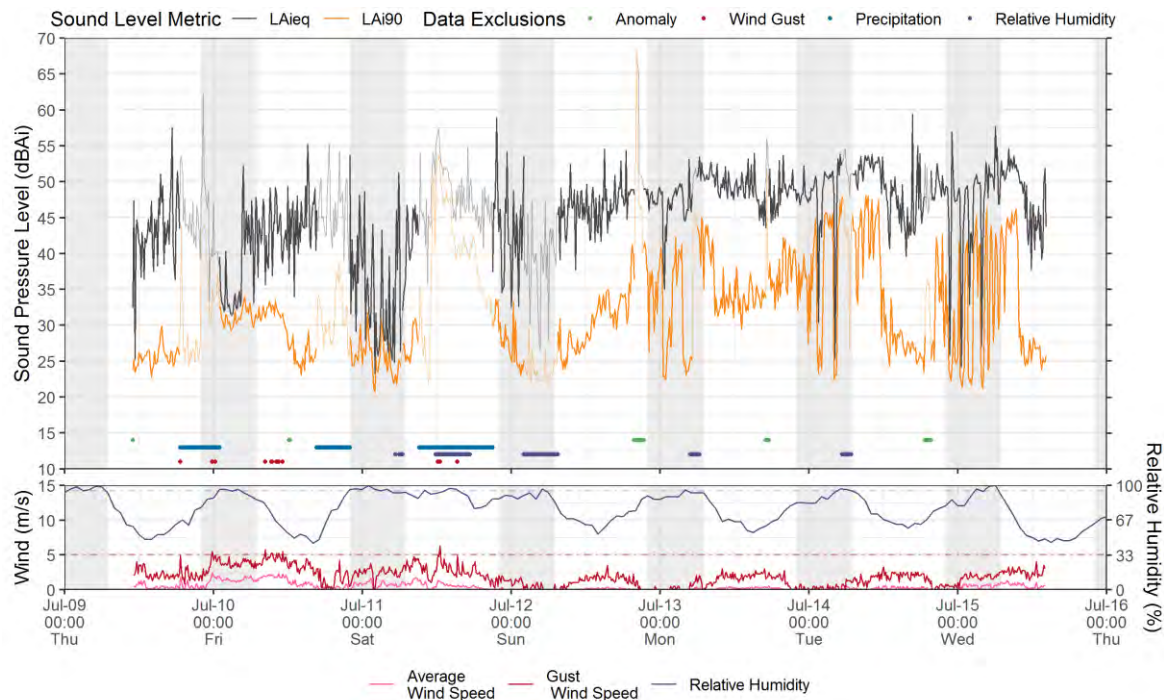 Sound Level Metric LAieq LAi90 Data Exclusions Anomaly Wind Gust Precipitation Relative Humidity
70
65
60
55
50
45
40
35
30
25
20
15
10
Sound Pressure Level (dBAi)
15
10
5
0
Wind (m/s)
100
67
33
0
Relative Humidity (%)
Jul-09 Jul-10 Jul-11 Jul-12 Jul-13 Jul-14 Jul-15 Jul-16
00:00 00:00 00:00 00:00 00:00 00:00 00:00 00:00
Thu Fri Sat Sun Mon Tue Wed Thu
Average Wind Speed
Gust Wind Speed
Relative Humidity